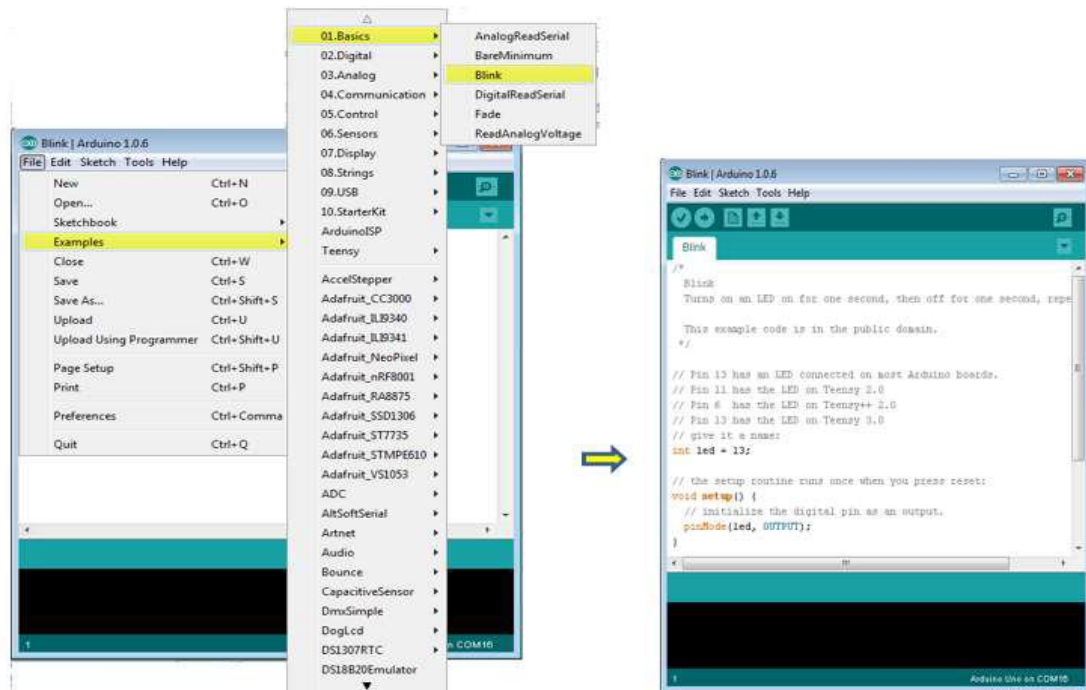 Blink | Arduino 1.0.6
File Edit Sketch Tools Help
New Ctrl+N
Open... Ctrl+O
Sketchbook
Examples
Close Ctrl+W
Save Ctrl+S
Save As... Ctrl+Shift+S
Upload Ctrl+U
Upload Using Programmer Ctrl+Shift+U
Page Setup Ctrl+Shift+P
Print Ctrl+P
Preferences Ctrl+Comma
Quit Ctrl+Q
1
n COM16
01.Basics
02.Digital
03.Analog
04.Communication
05.Control
06.Sensors
07.Display
08.Strings
09.USB
10.StarterKit
ArduinoISP
Teensy
AccelStepper
Adafruit_CC3000
Adafruit_ILI9340
Adafruit_ILI9341
Adafruit_NeoPixel
Adafruit_nRF8001
Adafruit_RA8875
Adafruit_SSD1306
Adafruit_ST7735
Adafruit_STMPE610
Adafruit_VS1053
ADC
AltSoftSerial
Artnet
Audio
Bounce
CapacitiveSensor
DmxSimple
DogLcd
DS1307RTC
DS18B20Emulator
AnalogReadSerial
BareMinimum
Blink
DigitalReadSerial
Fade
ReadAnalogVoltage
Blink | Arduino 1.0.6
File Edit Sketch Tools Help
Blink
/*
Blink
Turns on an LED on for one second, then off for one second, repe
This example code is in the public domain.
*/
// Pin 13 has an LED connected on most Arduino boards.
// Pin 11 has the LED on Teensy 2.0
// Pin 6 has the LED on Teensy++ 2.0
// Pin 13 has the LED on Teensy 3.0
// give it a name:
int led = 13;
// the setup routine runs once when you press reset:
void setup() {
// initialize the digital pin as an output.
pinMode(led, OUTPUT);
}
1
Arduino Uno on COM16